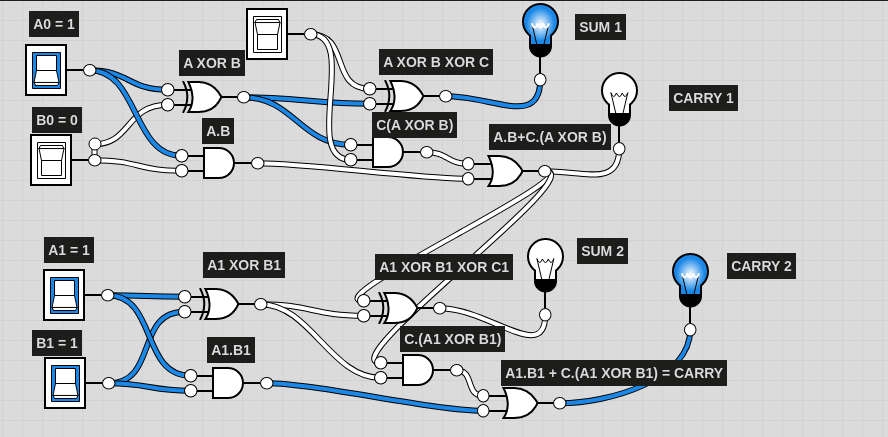 A0 = 1
SUM 1
A XOR B
A XOR B XOR C
CARRY 1
B0 = 0
A.B
C(A XOR B)
A.B+C.(A XOR B)
A1 = 1
SUM 2
A1 XOR B1
A1 XOR B1 XOR C1
CARRY 2
B1 = 1
A1.B1
C.(A1 XOR B1)
A1.B1 + C.(A1 XOR B1) = CARRY